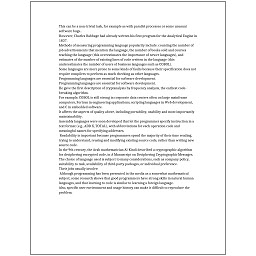 This can be a non-trivial task, for example as with parallel processes or some unusual
software bugs.
However, Charles Babbage had already written his first program for the Analytical Engine in
1837.
Methods of measuring programming language popularity include: counting the number of
job advertisements that mention the language, the number of books sold and courses
teaching the language (this overestimates the importance of newer languages), and
estimates of the number of existing lines of code written in the language (this
underestimates the number of users of business languages such as COBOL).
Some languages are more prone to some kinds of faults because their specification does not
require compilers to perform as much checking as other languages.
Programming languages are essential for software development.
Programming languages are essential for software development.
He gave the first description of cryptanalysis by frequency analysis, the earliest code-
breaking algorithm.
For example, COBOL is still strong in corporate data centers often on large mainframe
computers, Fortran in engineering applications, scripting languages in Web development,
and C in embedded software.
It affects the aspects of quality above, including portability, usability and most importantly
maintainability.
Assembly languages were soon developed that let the programmer specify instruction in a
text format (e.g., ADD X, TOTAL), with abbreviations for each operation code and
meaningful names for specifying addresses.
Readability is important because programmers spend the majority of their time reading,
trying to understand, reusing and modifying existing source code, rather than writing new
source code.
In the 9th century, the Arab mathematician Al-Kindi described a cryptographic algorithm
for deciphering encrypted code, in A Manuscript on Deciphering Cryptographic Messages.
The choice of language used is subject to many considerations, such as company policy,
suitability to task, availability of third-party packages, or individual preference.
Their jobs usually involve:
Although programming has been presented in the media as a somewhat mathematical
subject, some research shows that good programmers have strong skills in natural human
languages, and that learning to code is similar to learning a foreign language.
Also, specific user environment and usage history can make it difficult to reproduce the
problem.